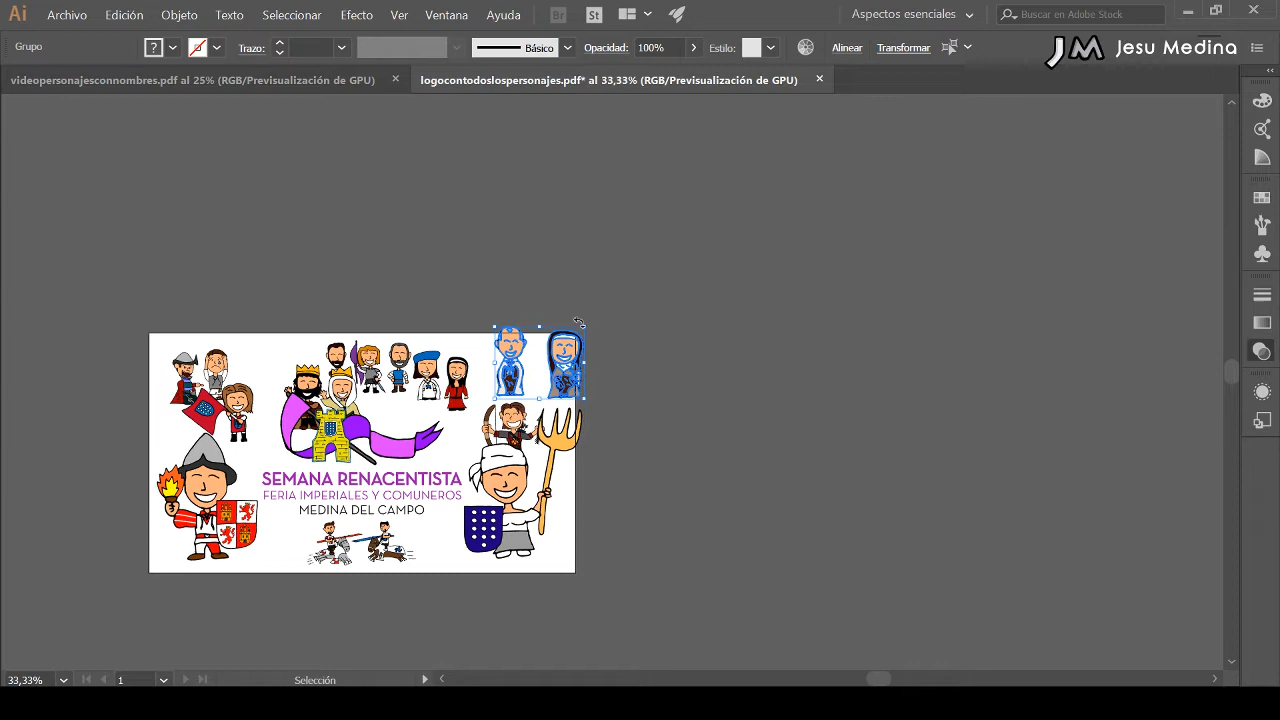 Ai Archivo Edición Objeto Texto Seleccionar Efecto Ver Ventana Ayuda Br St Aspectos esenciales Buscar en Adobe Stock
Grupo ? Trazo: Básico Opacidad: 100% Estilo: Alinear Transformar JM Jesu Medina
videopersonajesconnombres.pdf al 25% (RGB/Previsualización de GPU) × logocontodoslospersonajes.pdf* al 33,33% (RGB/Previsualización de GPU) ×
SEMANA RENACENTISTA
FERIA IMPERIALES Y COMUNEROS
MEDINA DEL CAMPO
33,33% 1 Selección